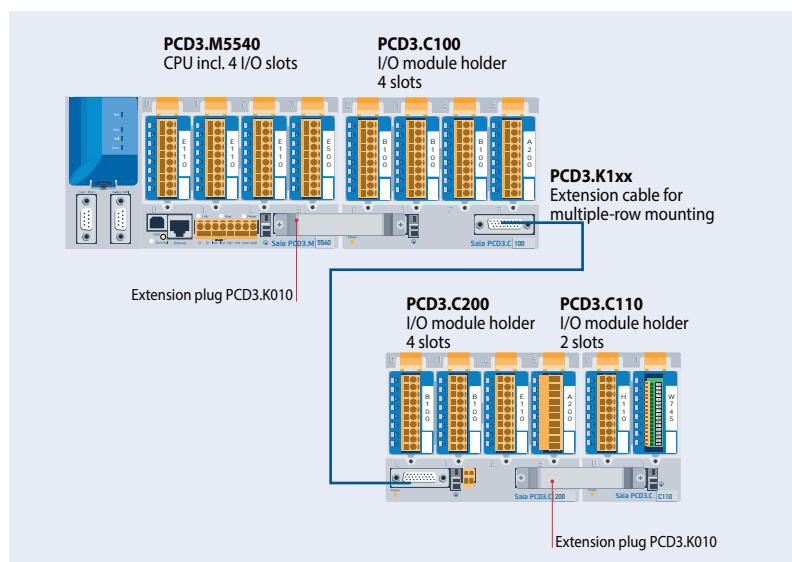 PCD3.M5540
CPU incl. 4 I/O slots
PCD3.C100
I/O module holder
4 slots
E110
E110
E110
E500
B100
B100
B100
A200
PCD3.K1xx
Extension cable for
multiple-row mounting
Ethernet
Saia PCD3.M 5540
Saia PCD3.C 100
Extension plug PCD3.K010
PCD3.C200
I/O module holder
4 slots
PCD3.C110
I/O module holder
2 slots
B100
B100
E110
A200
H110
W745
Saia PCD3.C 200
Saia PCD3.C C110
Extension plug PCD3.K010